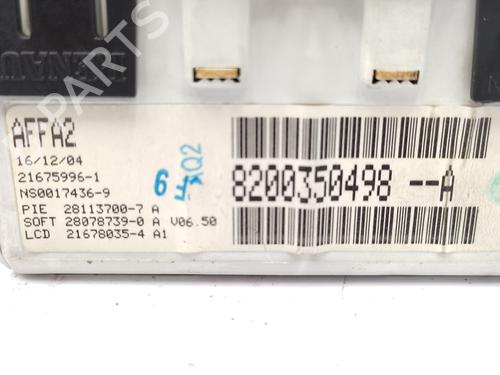 RENAU
AFFA2
16/12/04
21675996-1
NS0017436-9
PIE 28113700-7 A
SOFT 28078739-0 A V06.50
LCD 21678035-4 A1
8200350498 --A
B-PARTS